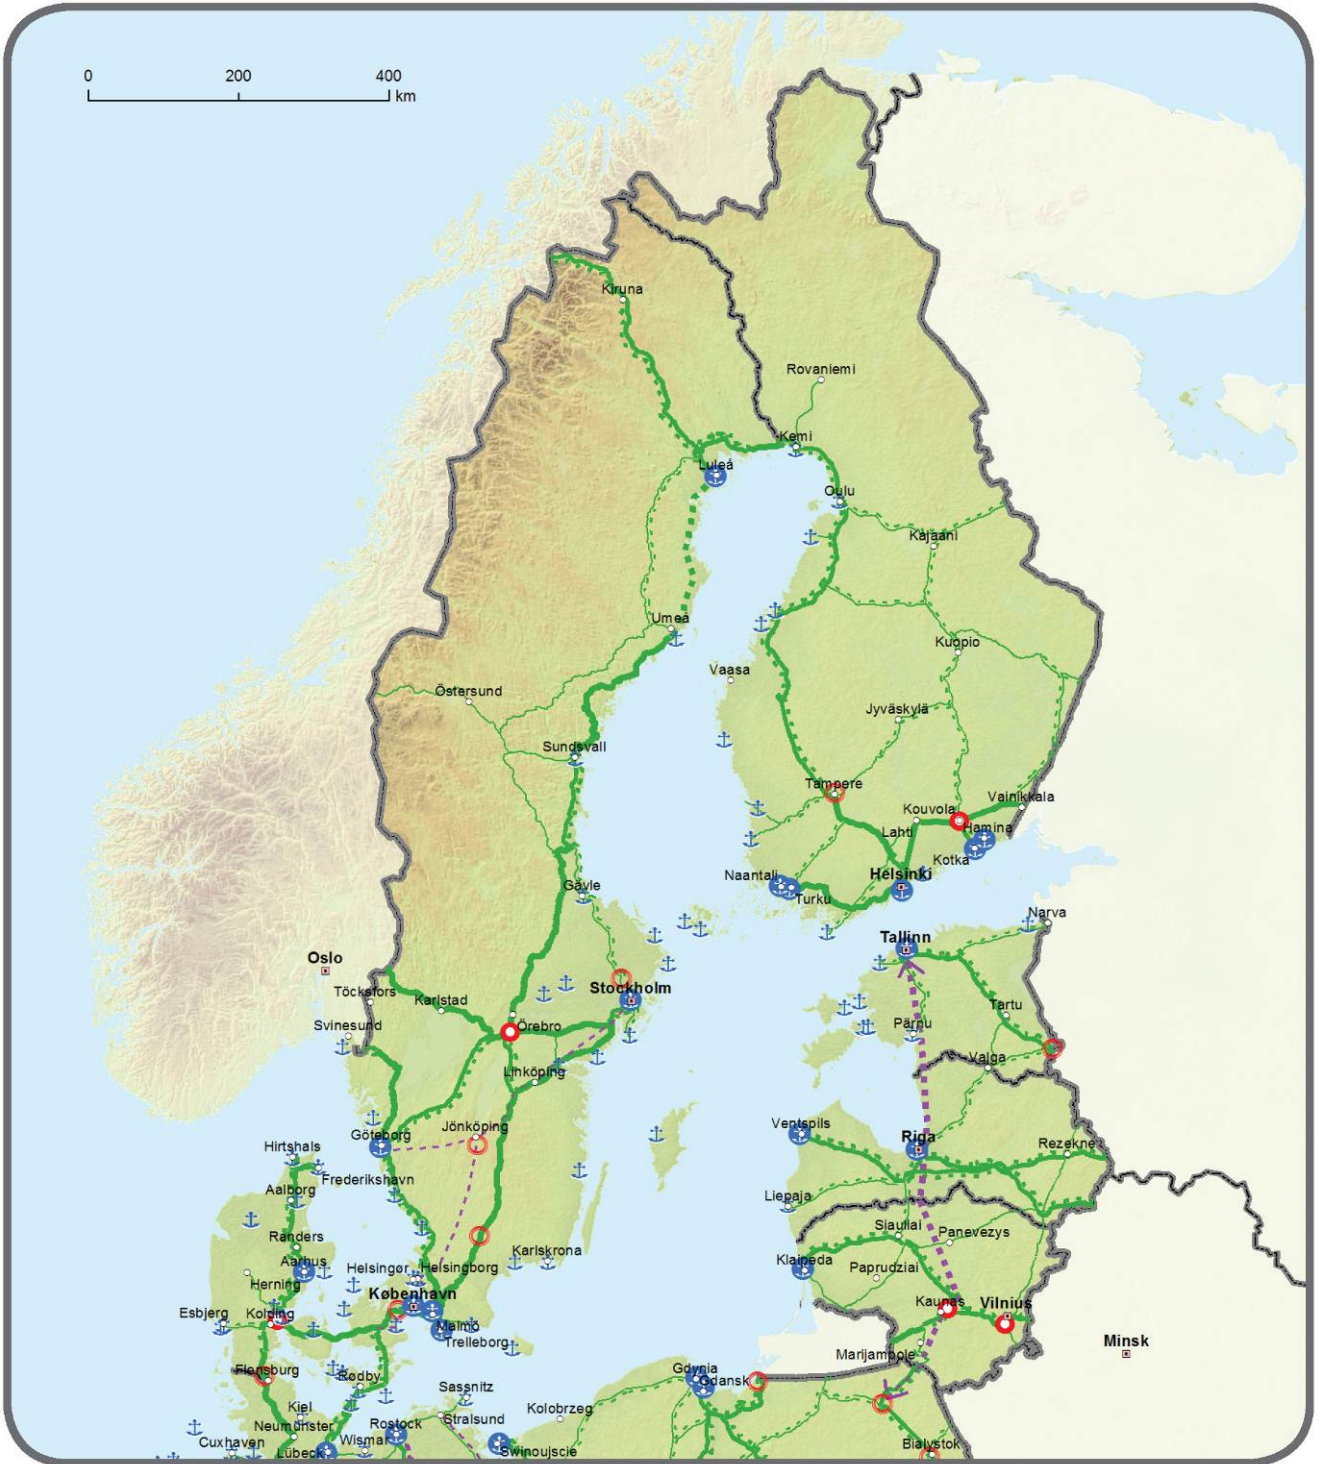 0 200 400
km
Kiruna
Rovaniemi
Kemi
Luleå
Oulu
Kajaani
Umeå
Kuopio
Vaasa
Östersund
Jyväskylä
Sundsvall
Tampere
Vainikkala
Kouvola
Hamina
Lahti
Kotka
Naantali
Helsinki
Gävle
Turku
Narva
Tallinn
Oslo
Stockholm
Töcksfors
Karlstad
Tartu
Svinesund
Örebro
Pärnu
Valga
Linköping
Ventspils
Jönköping
Göteborg
Riga
Rezekne
Hirtshals
Frederikshavn
Aalborg
Liepaja
Siauliai
Panevezys
Randers
Karlskrona
Aarhus
Helsingør
Helsingborg
Klaipeda
Paprudziai
Herning
København
Kaunas
Vilnius
Esbjerg
Kolding
Malmö
Trelleborg
Minsk
Marijampole
Flensburg
Gdynia
Gdansk
Rødby
Sassnitz
Kiel
Kolobrzeg
Stralsund
Neumünster
Rostock
Cuxhaven
Wismar
Bialystok
Lübeck
Swinoujscie